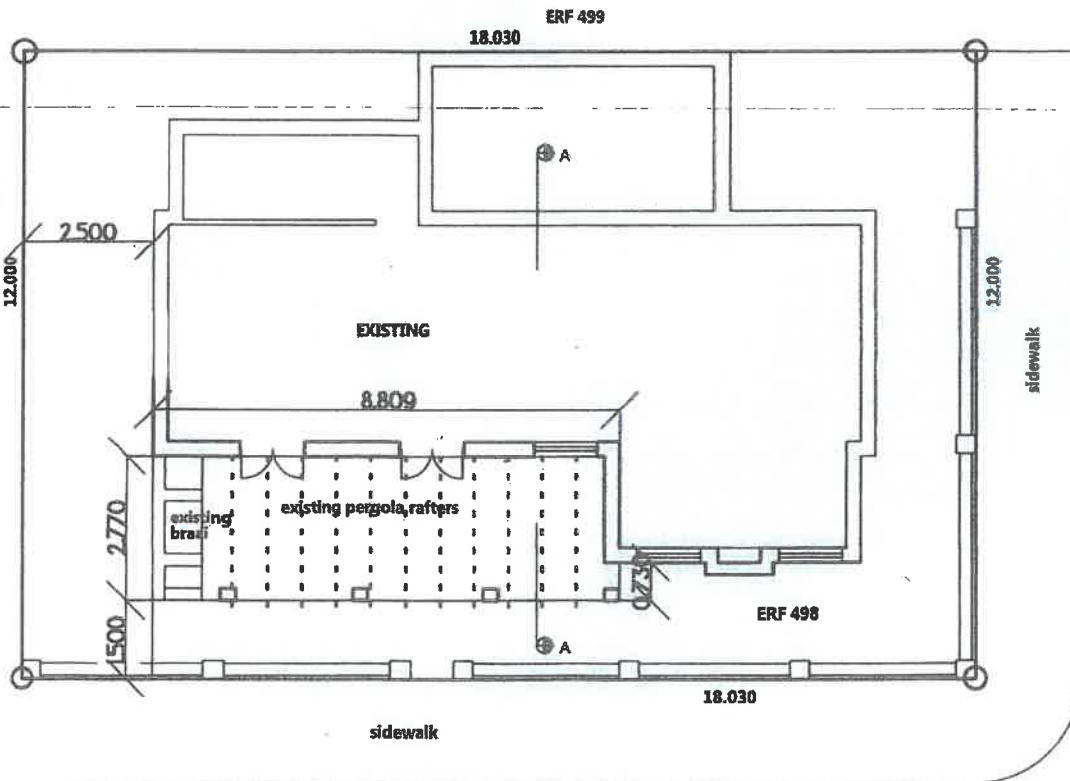 ERF 499
18.030
A
2.500
12.000
12.000
sidewalk
EXISTING
8.809
2.770
existing
braai
existing pergola rafters
0.730
1.500
ERF 498
A
18.030
sidewalk